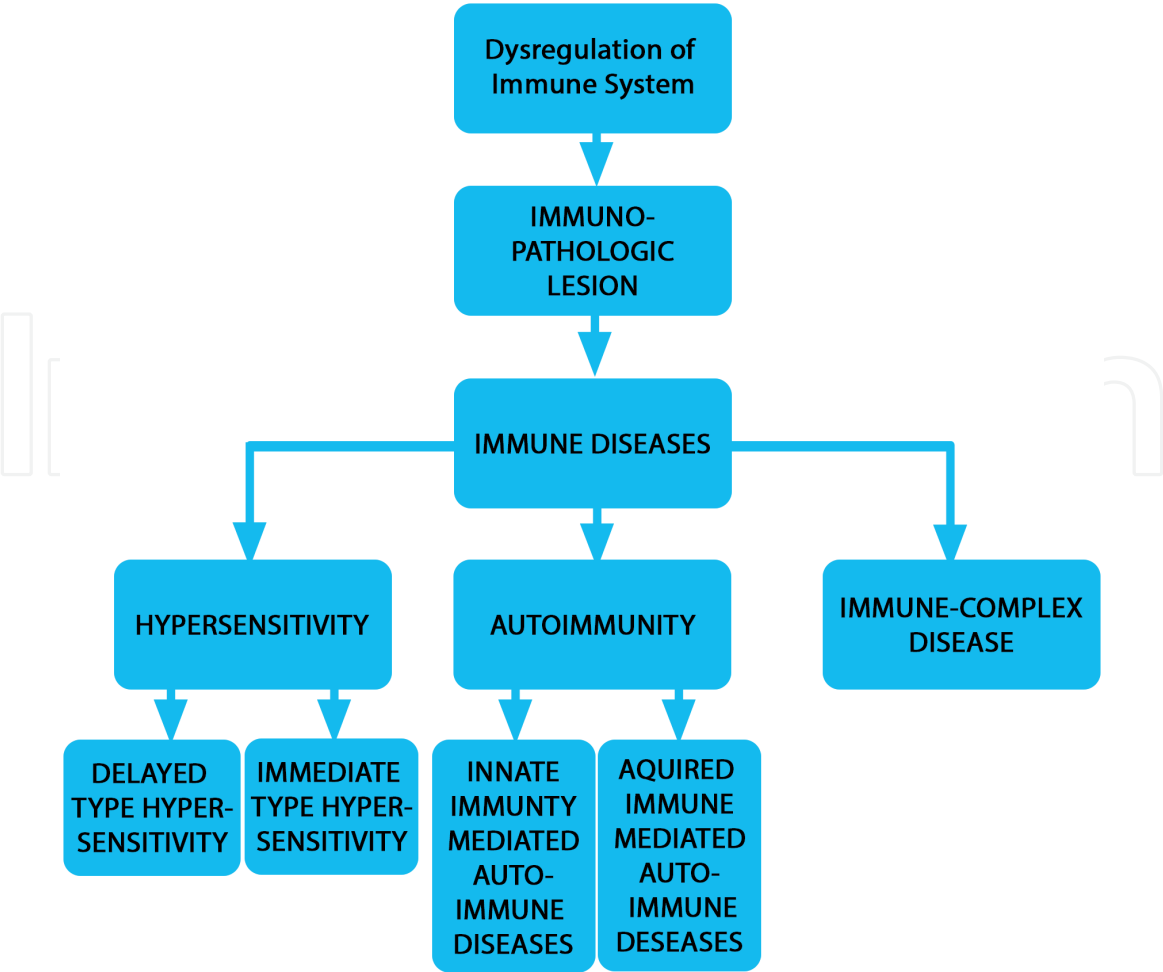 Dysregulation of
Immune System
IMMUNO-
PATHOLOGIC
LESION
IMMUNE DISEASES
HYPERSENSITIVITY
AUTOIMMUNITY
IMMUNE-COMPLEX
DISEASE
DELAYED
TYPE HYPER-
SENSITIVITY
IMMEDIATE
TYPE HYPER-
SENSITIVITY
INNATE
IMMUNTY
MEDIATED
AUTO-
IMMUNE
DISEASES
AQUIRED
IMMUNE
MEDIATED
AUTO-
IMMUNE
DESEASES